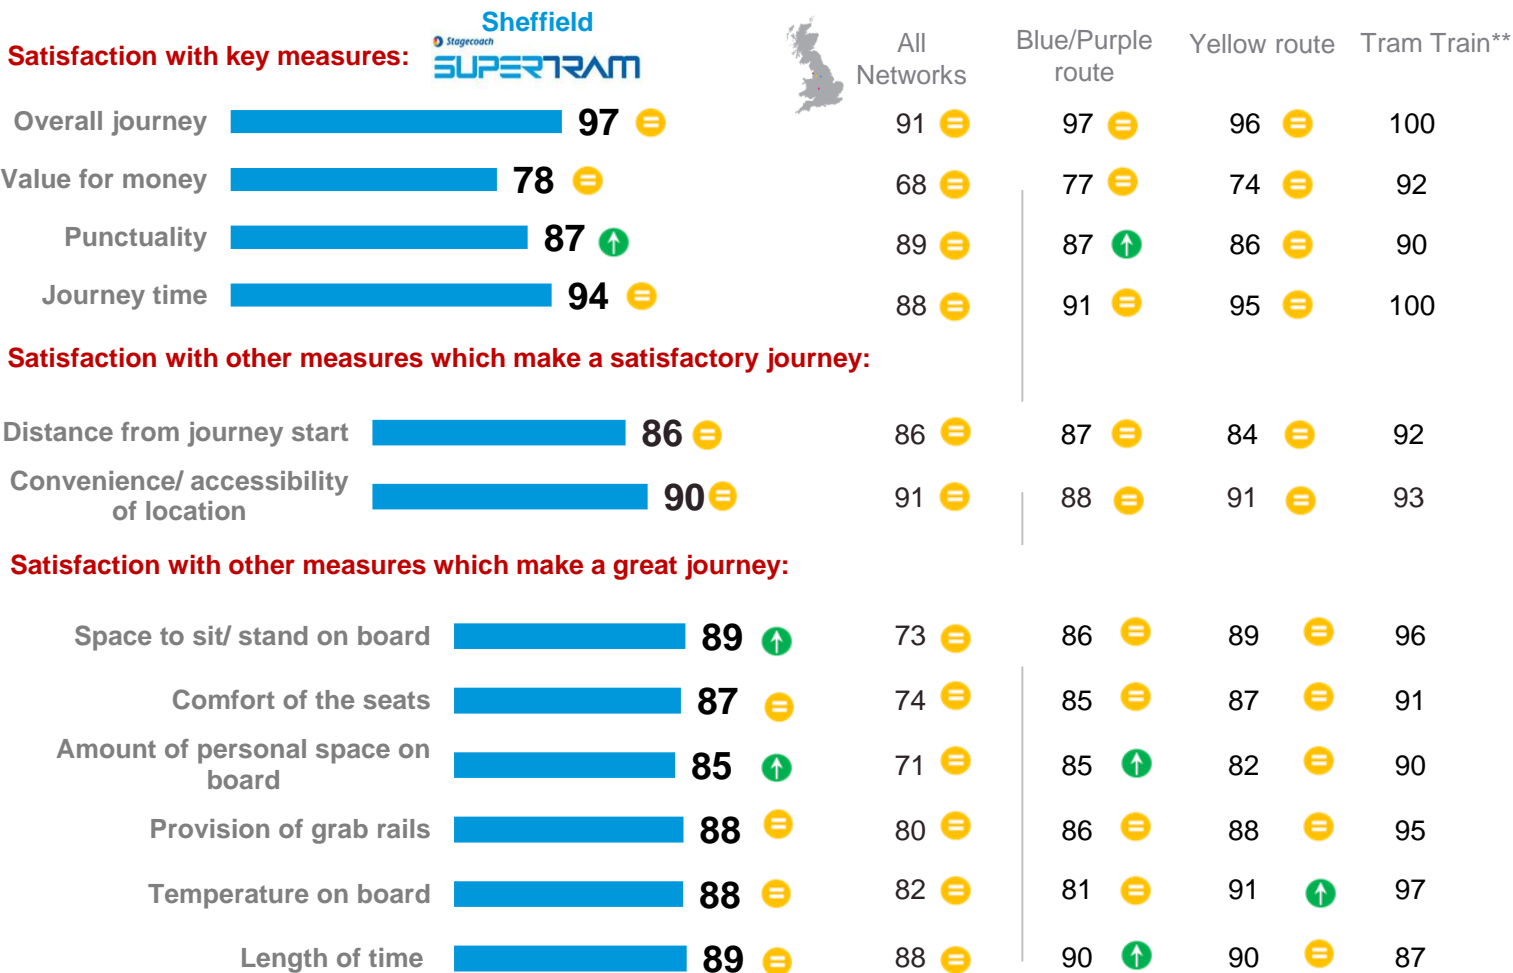 Sheffield
Satisfaction with key measures:
Stagecoach
SUPERTRAM
All
Networks
Blue/Purple
route
Yellow route
Tram Train**
Overall journey 97 = 91 = 97 = 96 = 100
Value for money 78 = 68 = 77 = 74 = 92
Punctuality 87 ↑ 89 = 87 ↑ 86 = 90
Journey time 94 = 88 = 91 = 95 = 100
Satisfaction with other measures which make a satisfactory journey:
Distance from journey start 86 = 86 = 87 = 84 = 92
Convenience/ accessibility
of location 90 = 91 = 88 = 91 = 93
Satisfaction with other measures which make a great journey:
Space to sit/ stand on board 89 ↑ 73 = 86 = 89 = 96
Comfort of the seats 87 = 74 = 85 = 87 = 91
Amount of personal space on
board 85 ↑ 71 = 85 ↑ 82 = 90
Provision of grab rails 88 = 80 = 86 = 88 = 95
Temperature on board 88 = 82 = 81 = 91 ↑ 97
Length of time 89 = 88 = 90 ↑ 90 = 87